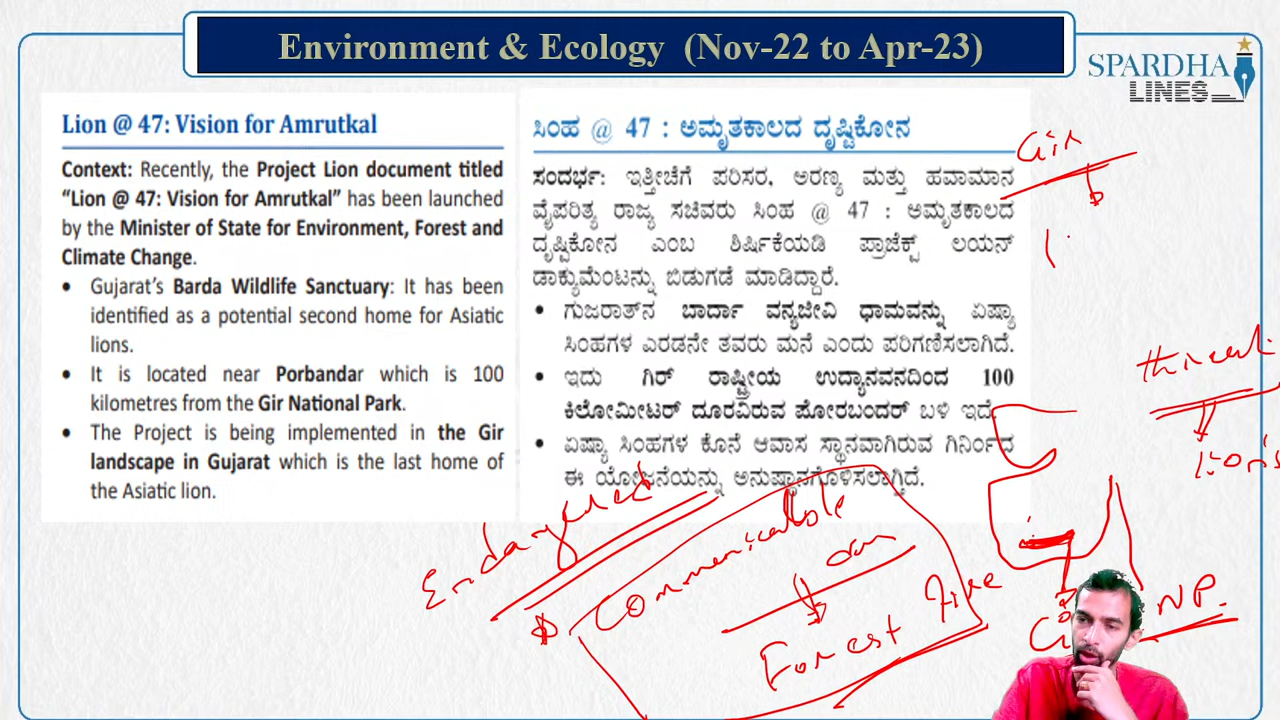 Environment & Ecology (Nov-22 to Apr-23)
SPARDHA
LINES
Lion @ 47: Vision for Amrutkal
Context: Recently, the Project Lion document titled
"Lion @ 47: Vision for Amrutkal" has been launched
by the Minister of State for Environment, Forest and
Climate Change.
• Gujarat's Barda Wildlife Sanctuary: It has been
identified as a potential second home for Asiatic
lions.
• It is located near Porbandar which is 100
kilometres from the Gir National Park.
• The Project is being implemented in the Gir
landscape in Gujarat which is the last home of
the Asiatic lion.
ಸಿಂಹ @ 47 : ಅಮೃತಕಾಲದ ದೃಷ್ಟಿಕೋನ
ಸಂದರ್ಭ: ಇತ್ತೀಚೆಗೆ ಪರಿಸರ, ಅರಣ್ಯ ಮತ್ತು ಹವಾಮಾನ
ವೈಪರಿತ್ಯ ರಾಜ್ಯ ಸಚಿವರು ಸಿಂಹ @ 47 : ಅಮೃತಕಾಲದ
ದೃಷ್ಟಿಕೋನ ಎಂಬ ಶಿರ್ಷಿಕೆಯಡಿ ಪ್ರಾಜೆಕ್ಟ್ ಲಯನ್
ಡಾಕ್ಯುಮೆಂಟನ್ನು ಬಿಡುಗಡೆ ಮಾಡಿದ್ದಾರೆ.
• ಗುಜರಾತ್‌ನ ಬಾರ್ದಾ ವನ್ಯಜೀವಿ ಧಾಮವನ್ನು ಏಷ್ಯಾ
ಸಿಂಹಗಳ ಎರಡನೇ ತವರು ಮನೆ ಎಂದು ಪರಿಗಣಿಸಲಾಗಿದೆ.
• ಇದು ಗಿರ್ ರಾಷ್ಟ್ರೀಯ ಉದ್ಯಾನವನದಿಂದ 100
ಕಿಲೋಮೀಟರ್ ದೂರವಿರುವ ಪೋರಬಂದರ್ ಬಳಿ ಇದೆ.
• ಏಷ್ಯಾ ಸಿಂಹಗಳ ಕೊನೆ ಆವಾಸ ಸ್ಥಾನವಾಗಿರುವ ಗಿರ್ನಿಂದ
ಈ ಯೋಜನೆಯನ್ನು ಅನುಷ್ಠಾನಗೊಳಿಸಲಾಗ್ತಿದೆ.
Gir
lions
Endangered
Communicable
Forest Fire
NP.